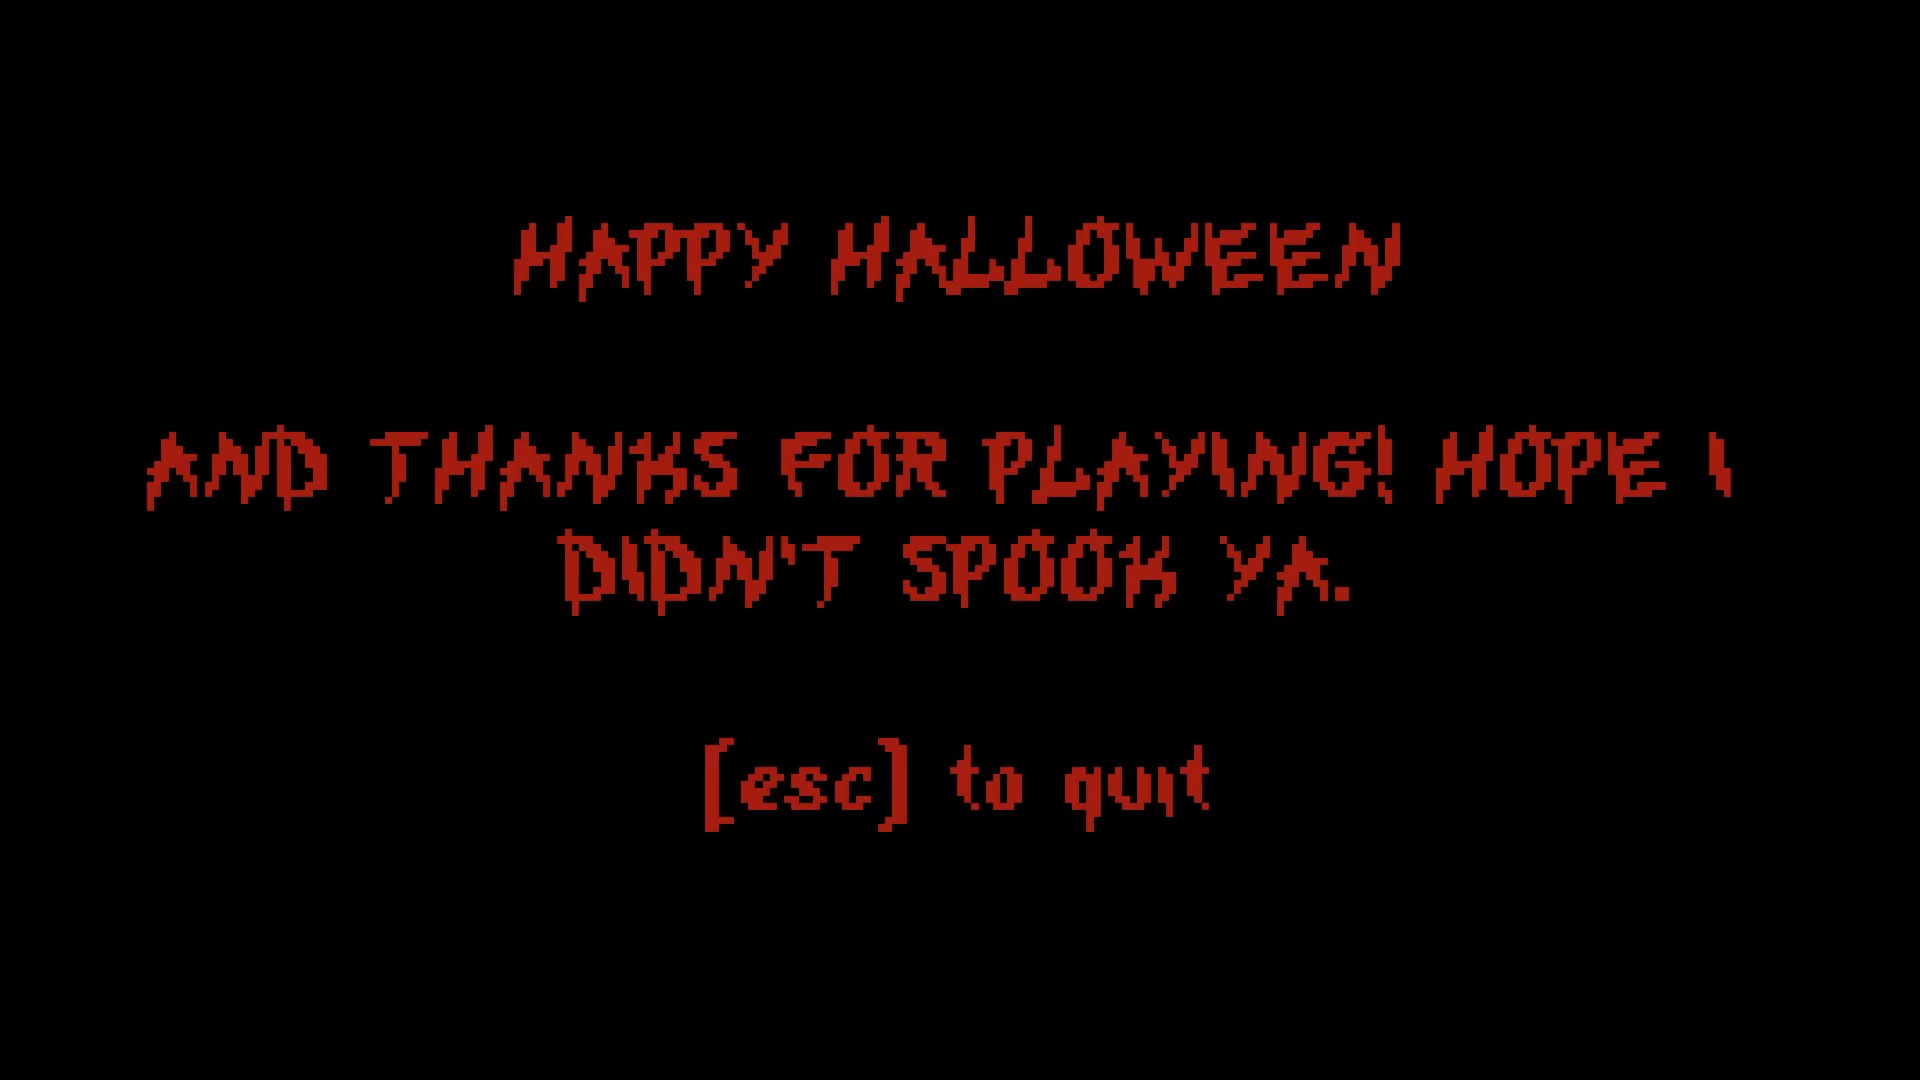 HAPPY HALLOWEEN
AND THANKS FOR PLAYING! HOPE I
DIDN'T SPOOK YA.
[esc] to quit